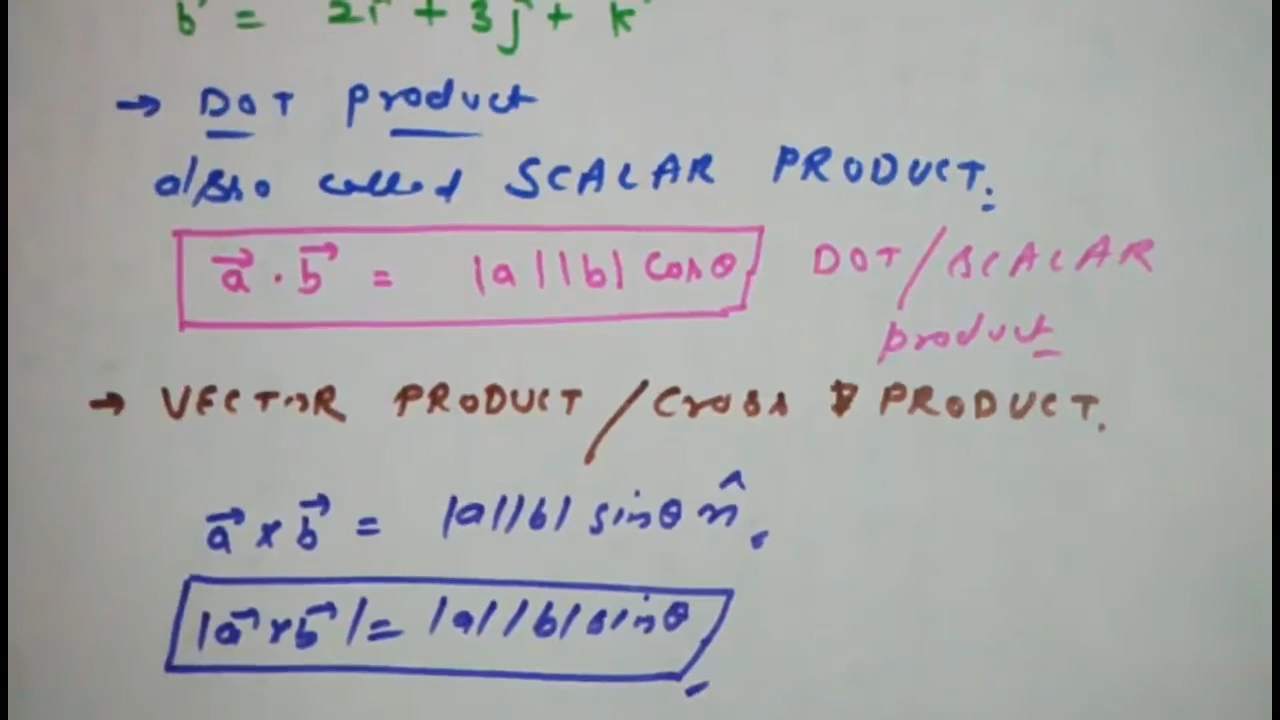 b = 2i + 3j + k
→ DOT product
also called SCALAR PRODUCT.
a⃗ · b⃗ = |a||b| cosθ DOT/SCALAR
product
→ VECTOR PRODUCT/Cross PRODUCT.
a⃗ × b⃗ = |a||b| sinθ n̂.
|a⃗ × b⃗| = |a||b| sinθ